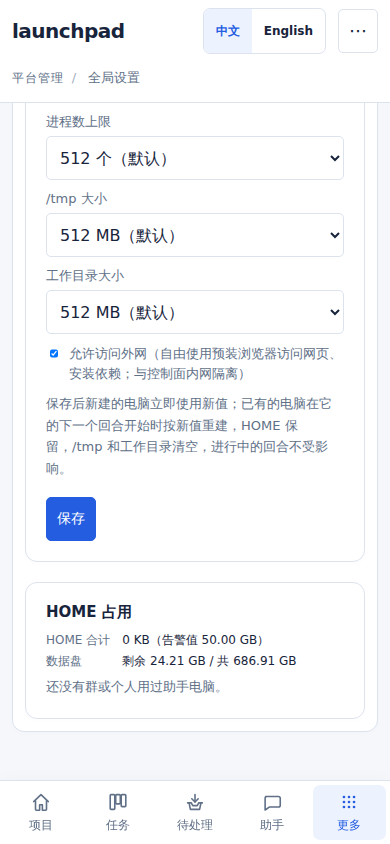 launchpad
中文
English
平台管理 / 全局设置
进程数上限
512 个（默认）
/tmp 大小
512 MB（默认）
工作目录大小
512 MB（默认）
允许访问外网（自由使用预装浏览器访问网页、
安装依赖；与控制面内网隔离）
保存后新建的电脑立即使用新值；已有的电脑在它
的下一个回合开始时按新值重建，HOME 保
留，/tmp 和工作目录清空，进行中的回合不受影
响。
保存
HOME 占用
HOME 合计 0 KB（告警值 50.00 GB）
数据盘 剩余 24.21 GB / 共 686.91 GB
还没有群或个人用过助手电脑。
项目
任务
待处理
助手
更多